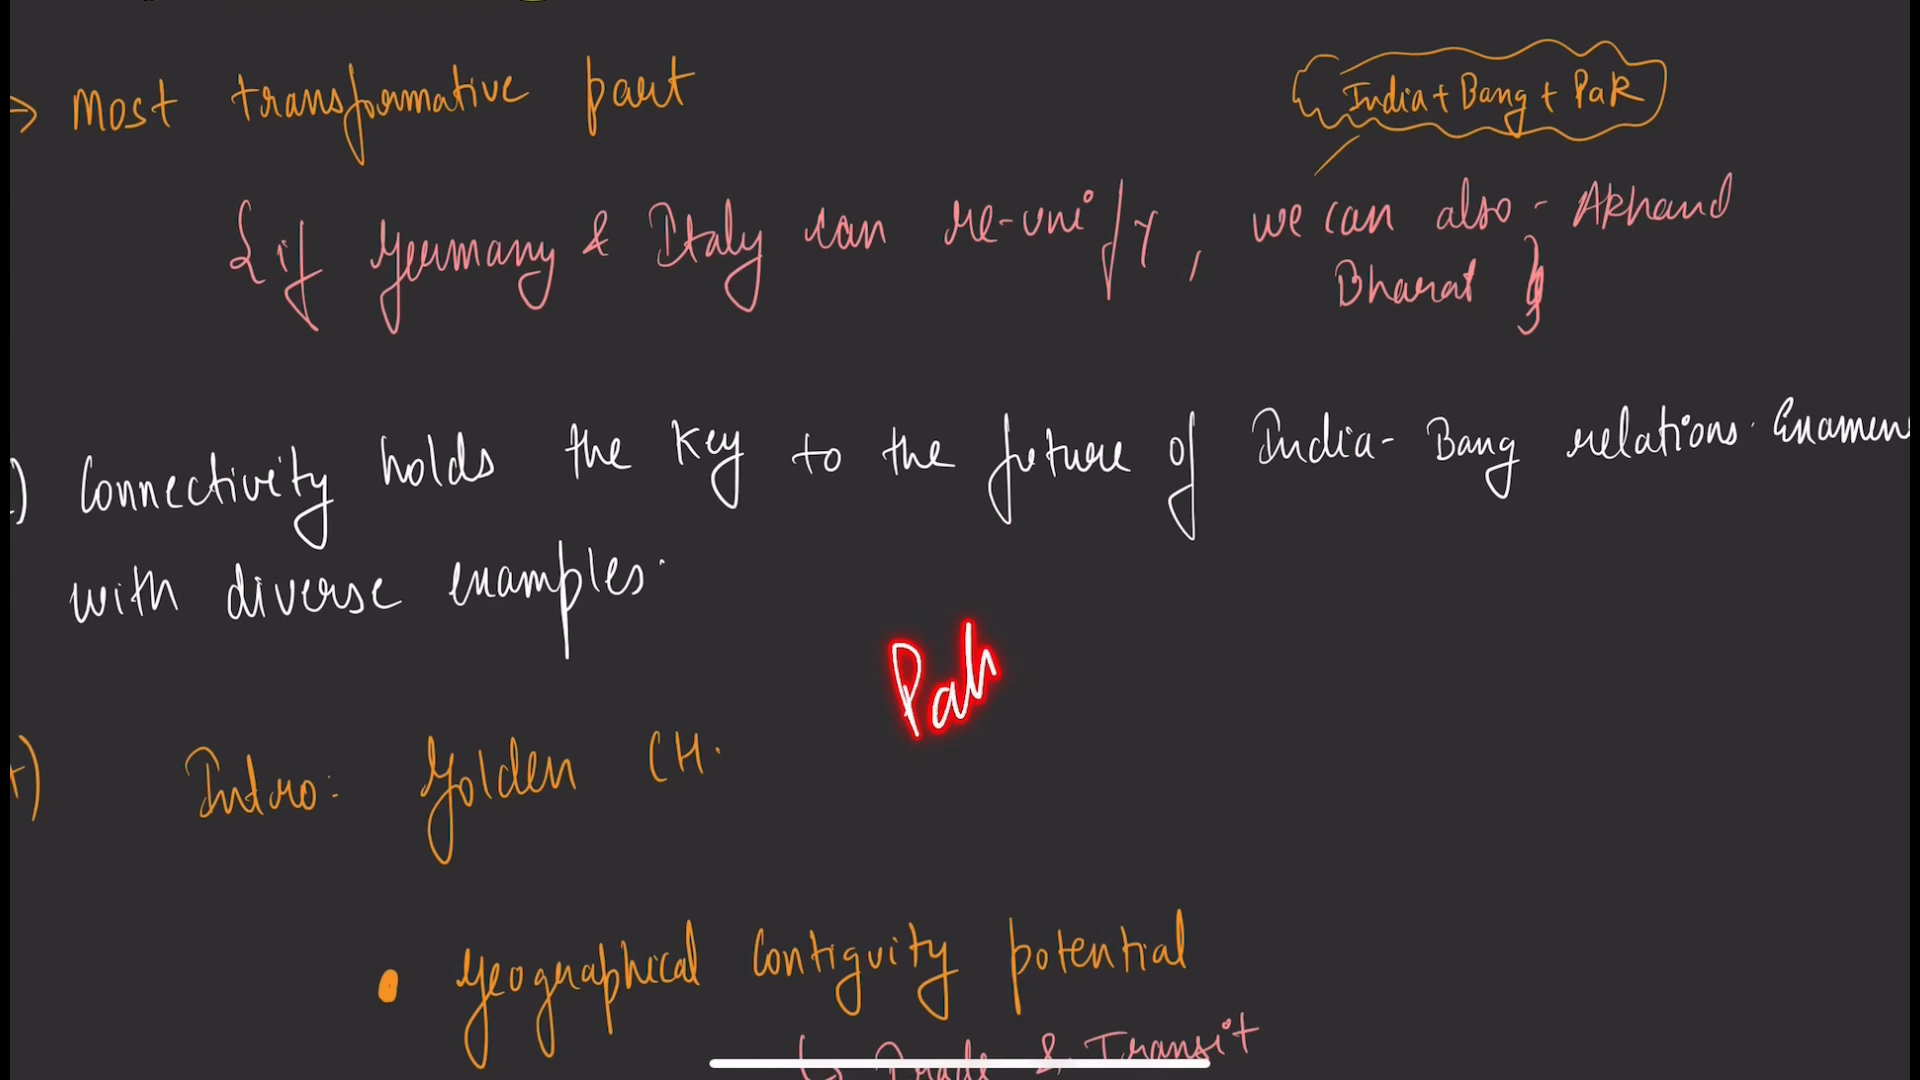 → Most transformative part
India + Bang + Pak
{if Germany & Italy can re-unify, we can also - Akhand
Bharat }
) Connectivity holds the key to the future of India - Bang relations. Examine
with diverse examples.
Pak
) Intro: Golden CH.
• Geographical Contiguity potential
↳ Trade & Transit